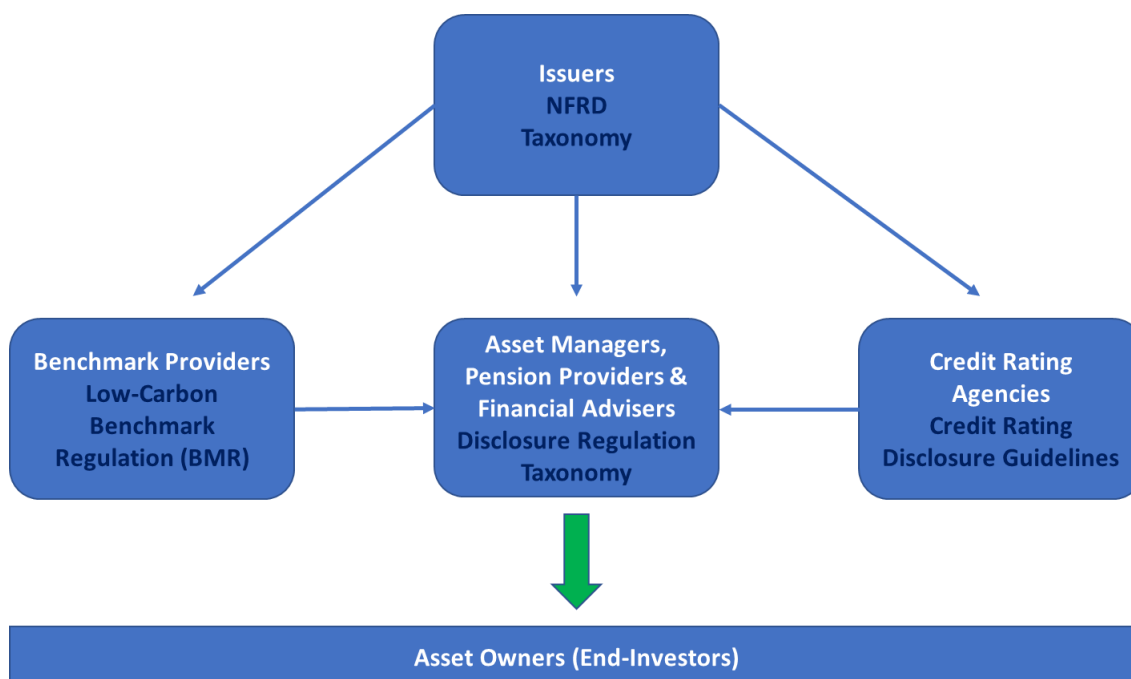 Issuers
NFRD
Taxonomy
Benchmark Providers
Low-Carbon
Benchmark
Regulation (BMR)
Asset Managers,
Pension Providers &
Financial Advisers
Disclosure Regulation
Taxonomy
Credit Rating
Agencies
Credit Rating
Disclosure Guidelines
Asset Owners (End-Investors)